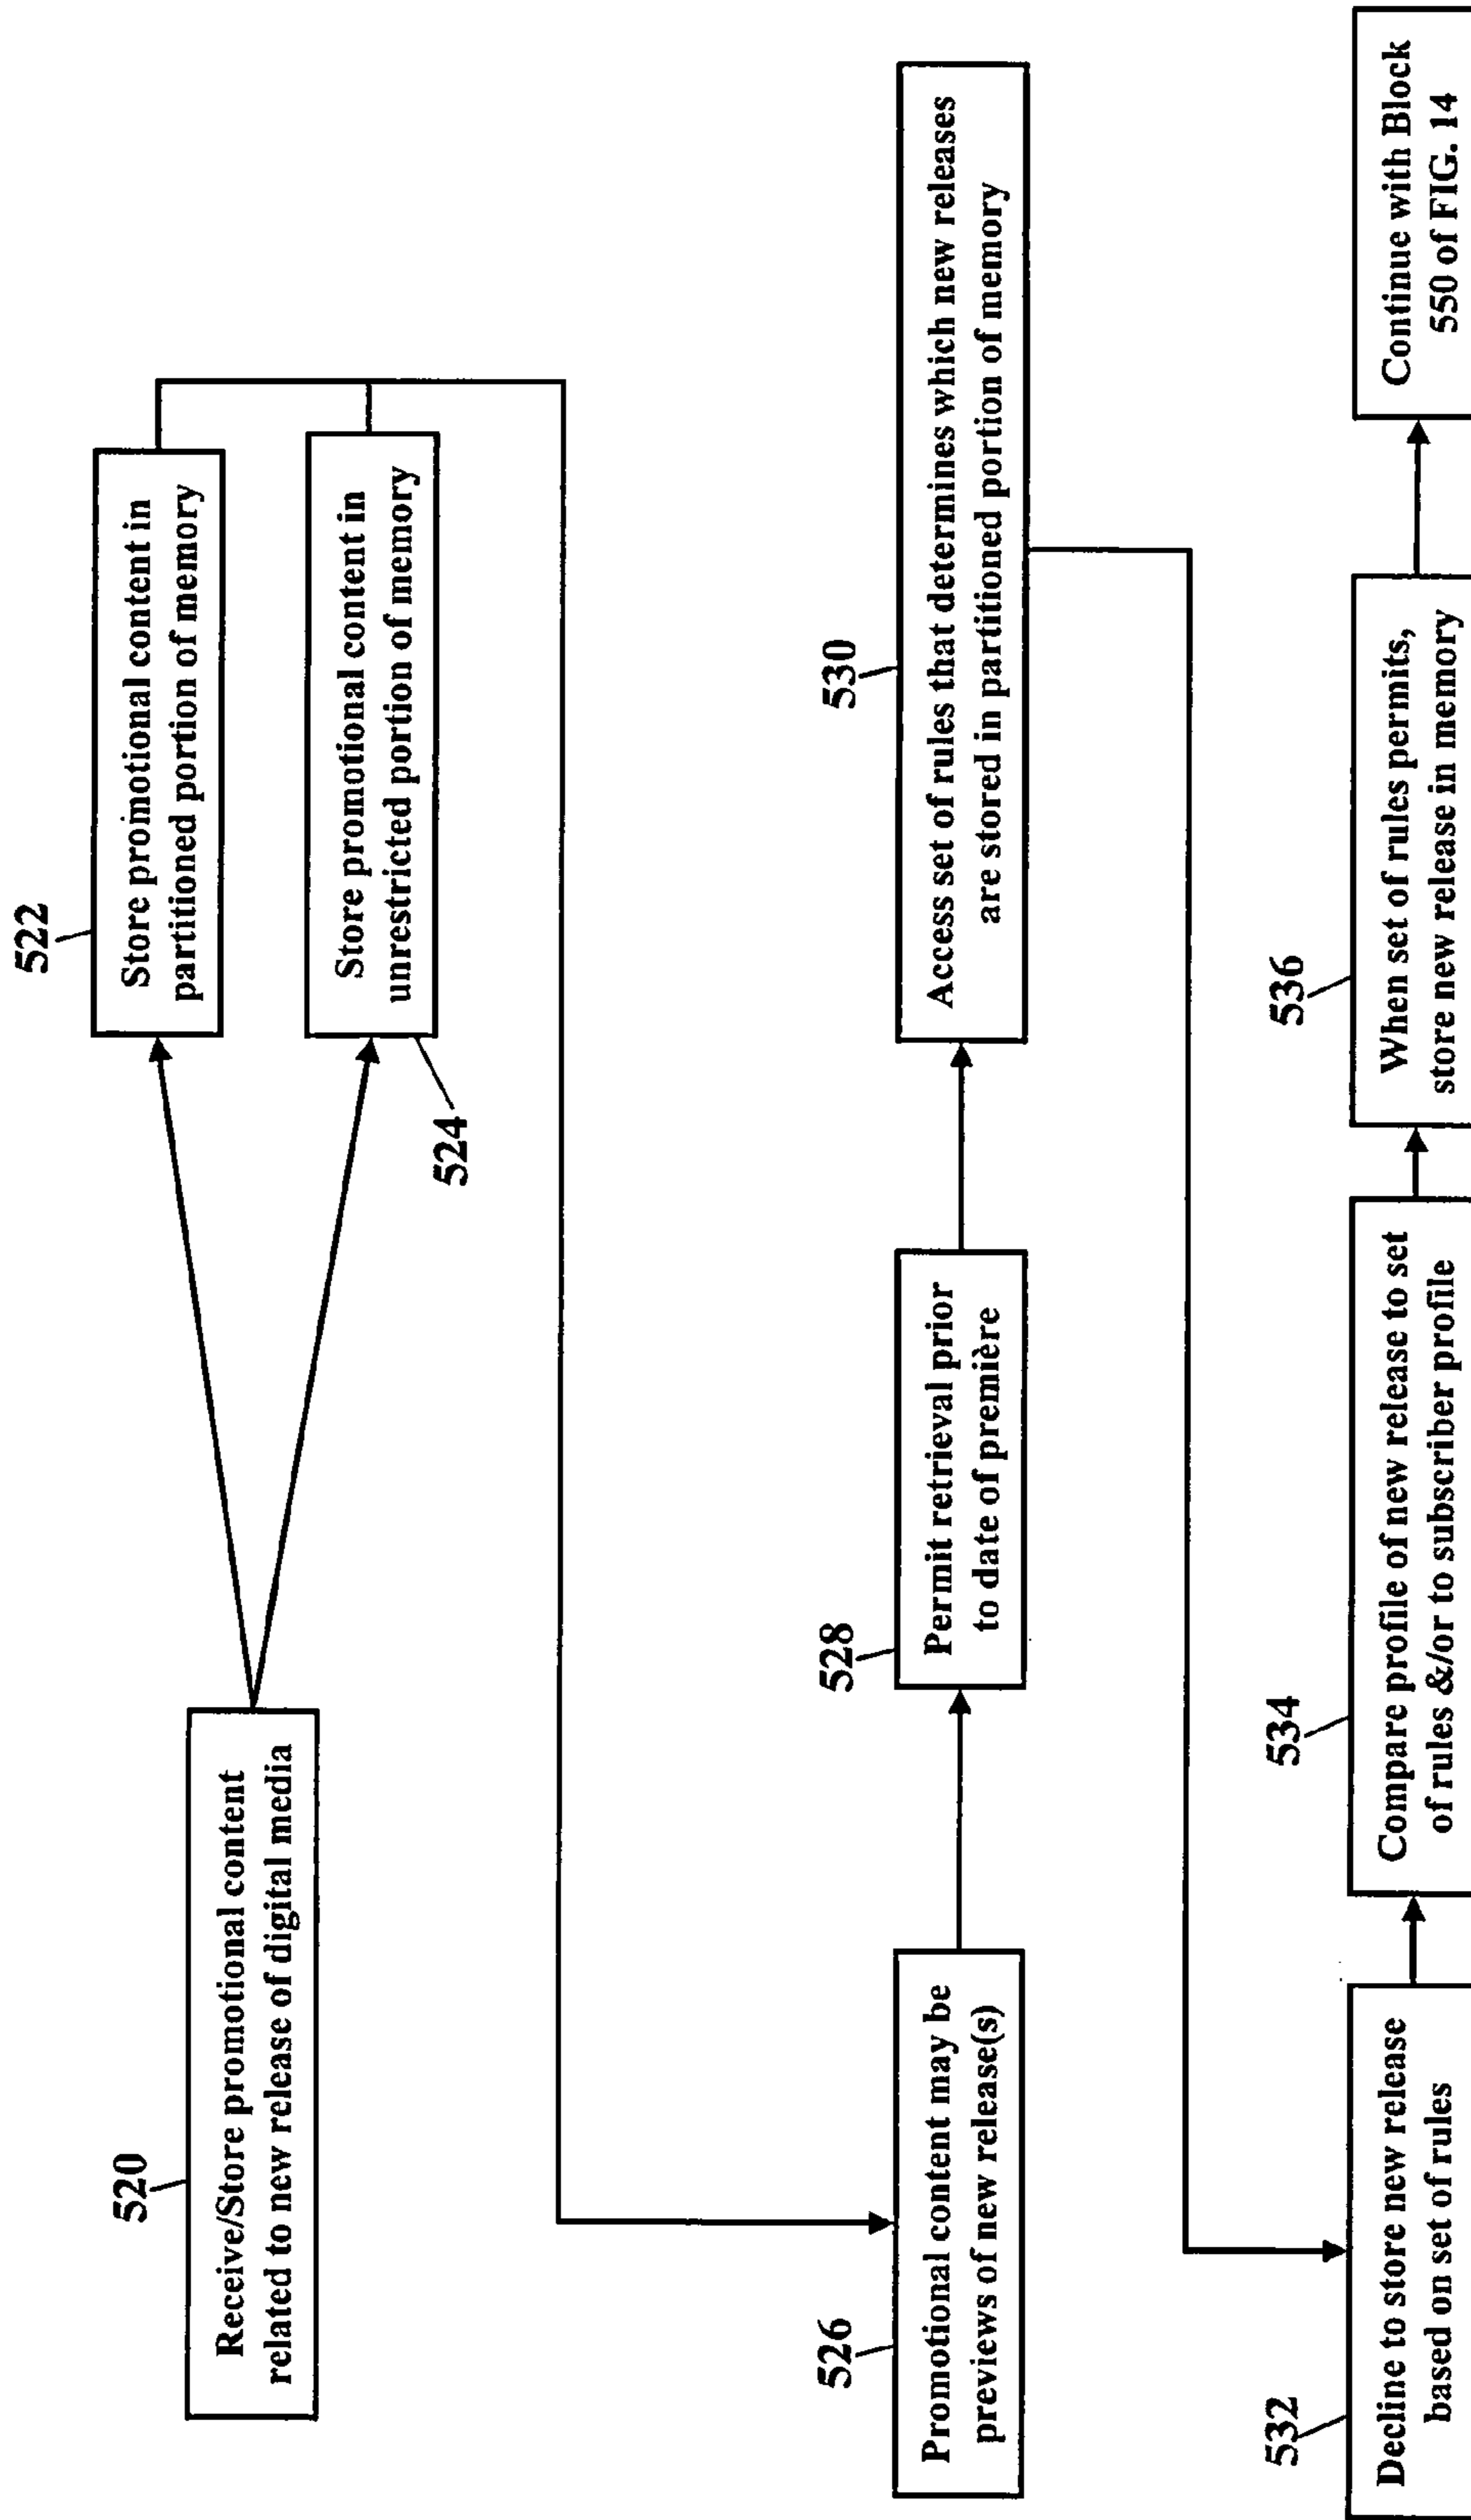 520
Receive/Store promotional content
related to new release of digital media
522
Store promotional content in
partitioned portion of memory
Store promotional content in
unrestricted portion of memory
524
526
Promotional content may be
previews of new release(s)
528
Permit retrieval prior
to date of première
530
Access set of rules that determines which new releases
are stored in partitioned portion of memory
532
Decline to store new release
based on set of rules
534
Compare profile of new release to set
of rules &/or to subscriber profile
536
When set of rules permits,
store new release in memory
Continue with Block
550 of FIG. 14